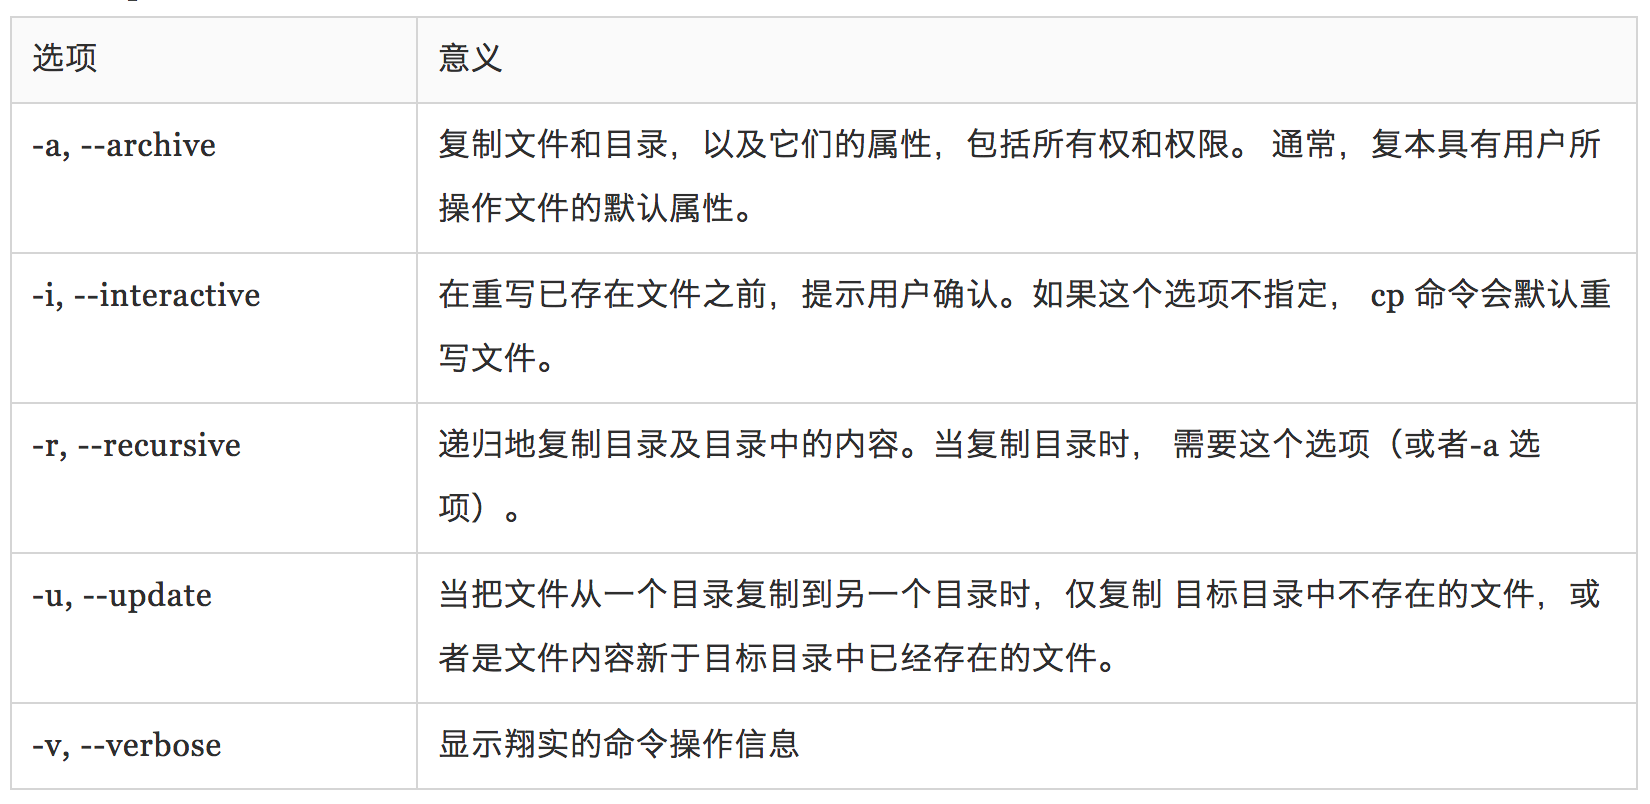 选项
意义
-a, --archive
复制文件和目录，以及它们的属性，包括所有权和权限。 通常，复本具有用户所
操作文件的默认属性。
-i, --interactive
在重写已存在文件之前，提示用户确认。如果这个选项不指定， cp 命令会默认重
写文件。
-r, --recursive
递归地复制目录及目录中的内容。当复制目录时， 需要这个选项（或者-a 选
项）。
-u, --update
当把文件从一个目录复制到另一个目录时，仅复制 目标目录中不存在的文件，或
者是文件内容新于目标目录中已经存在的文件。
-v, --verbose
显示翔实的命令操作信息